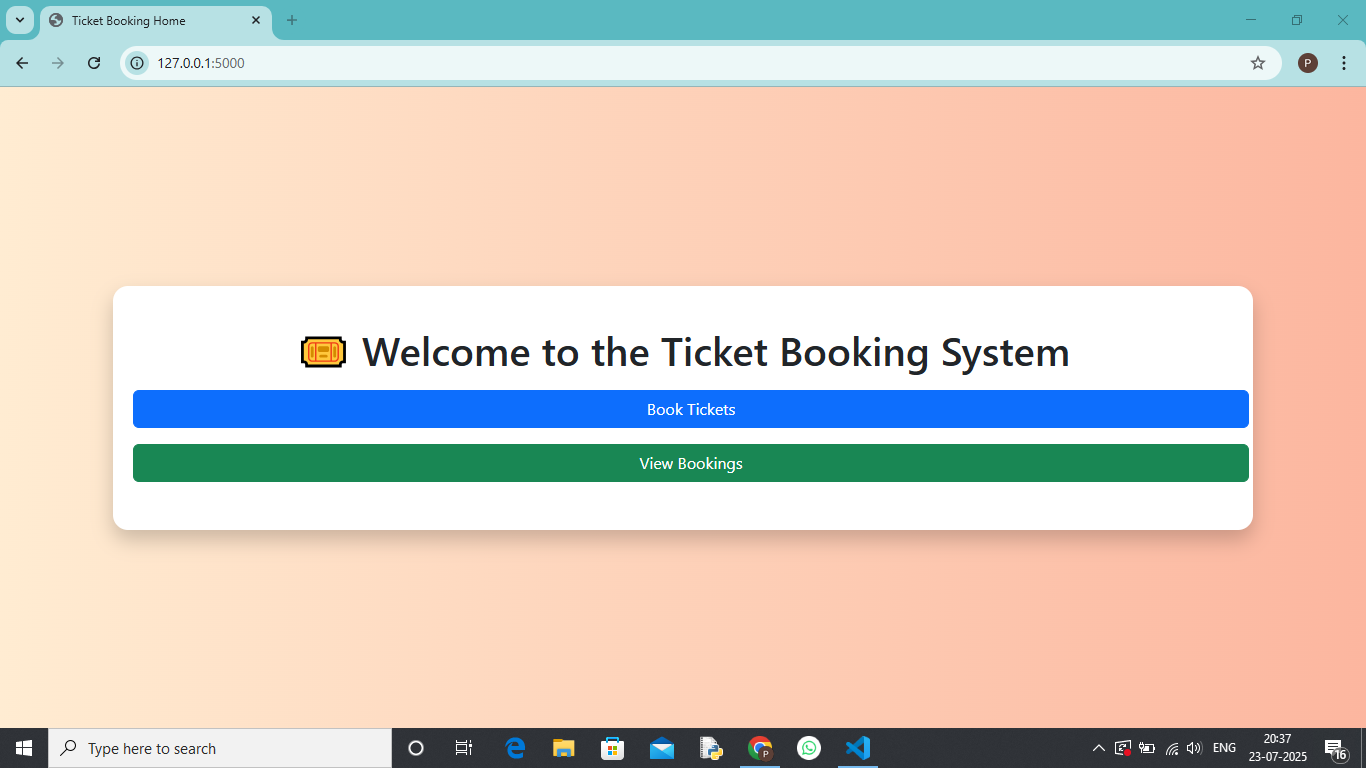 Ticket Booking Home
P
127.0.0.1:5000
P
Welcome to the Ticket Booking System
Book Tickets
View Bookings
Type here to search
P
ENG
20:37
23-07-2025
16